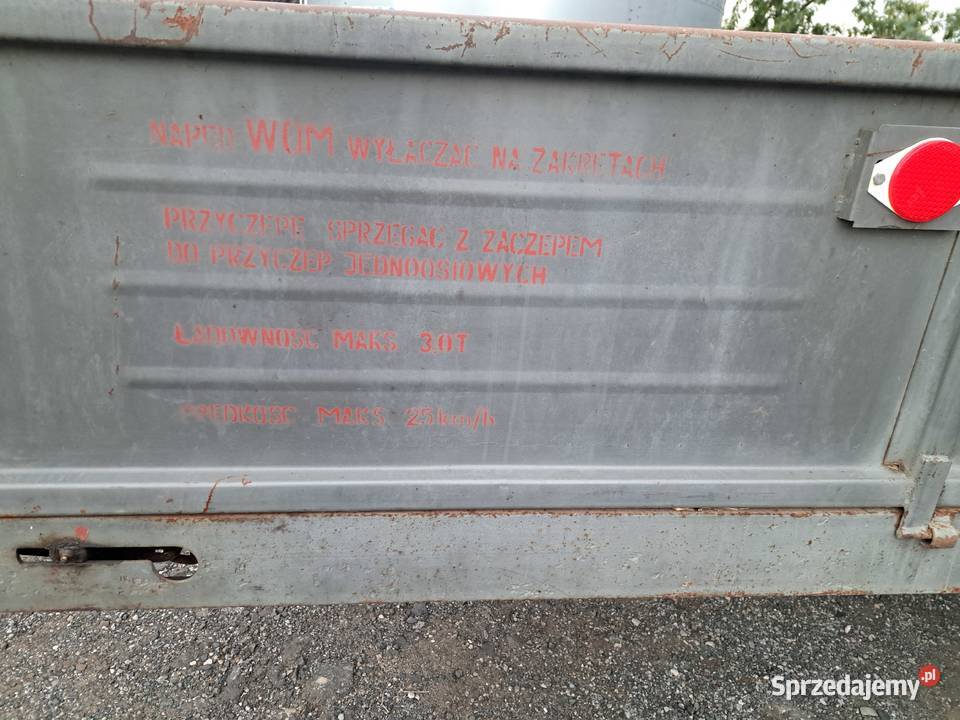 NAPĘD WOM WYŁĄCZAĆ NA ZAKRĘTACH
PRZYCZEPĘ SPRZĘGAĆ Z ZACZEPEM
DO PRZYCZEP JEDNOOSIOWYCH
ŁADOWNOŚĆ MAKS. 3,0T
PRĘDKOŚĆ MAKS. 25km/h
Sprzedajemy.pl